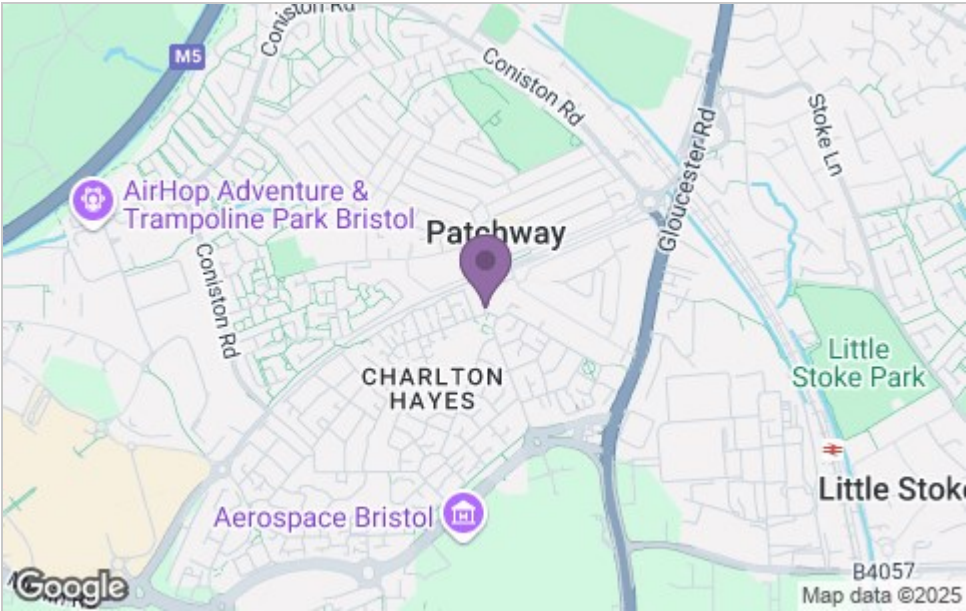 Coniston Rd
M5
Coniston Rd
Gloucester Rd
Stoke Ln
AirHop Adventure &
Trampoline Park Bristol
Patchway
Coniston Rd
Little
Stoke Park
CHARLTON
HAYES
Little Stoke
Aerospace Bristol
B4057
Google
Map data ©2025